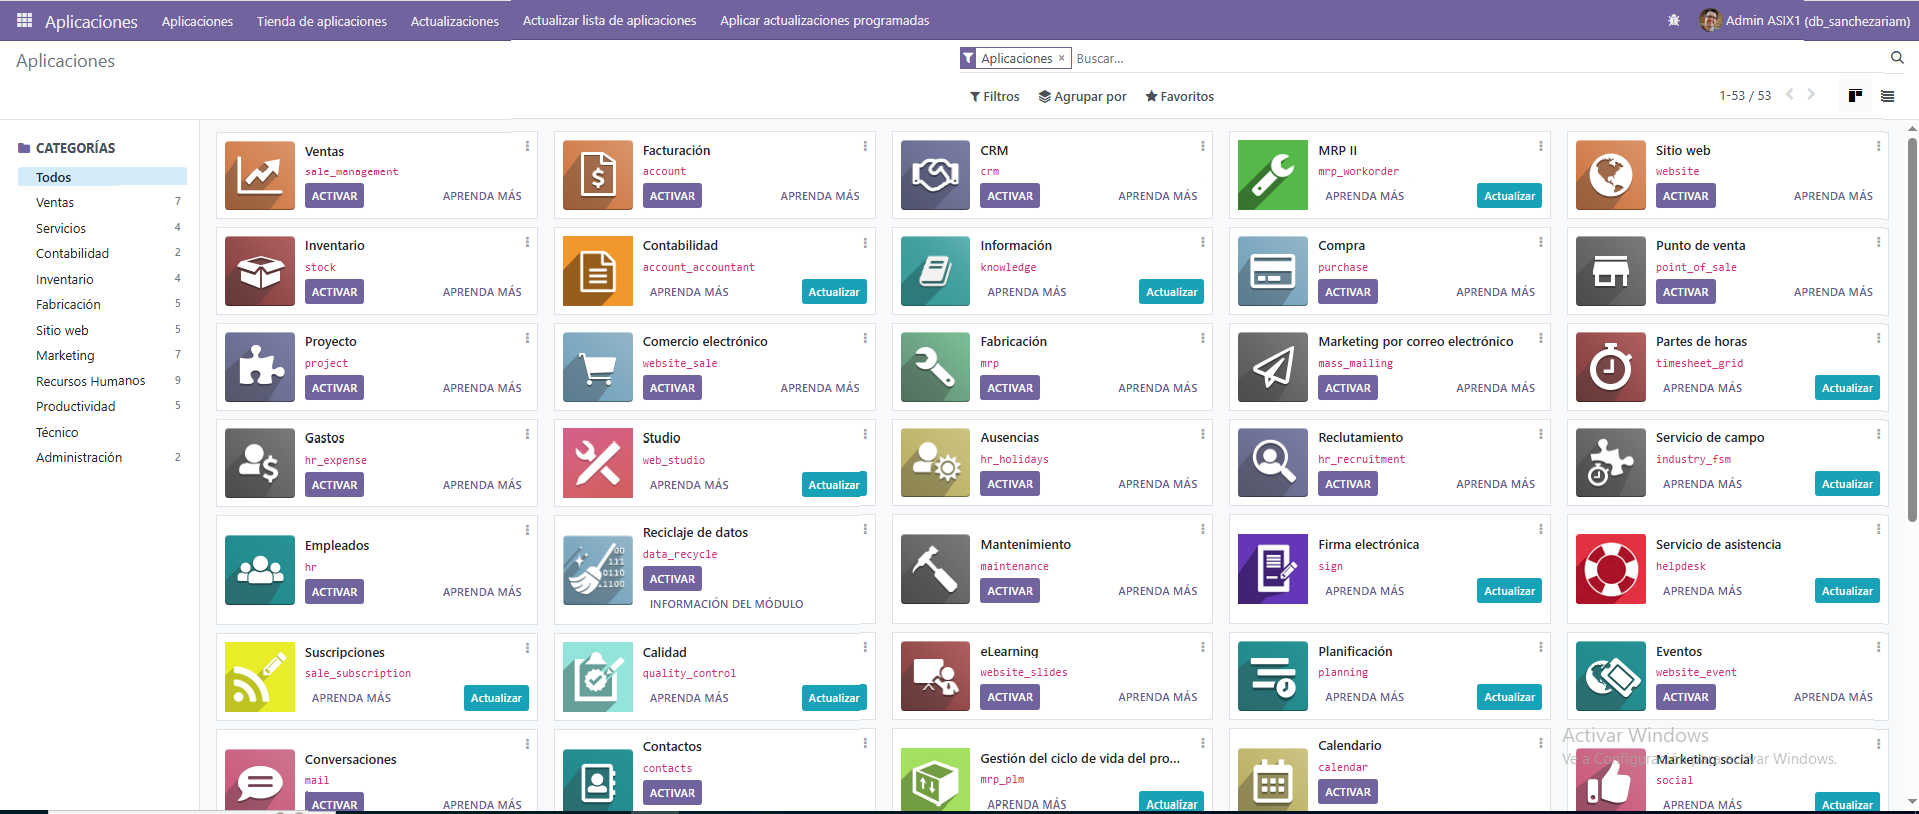 Aplicaciones Aplicaciones Tienda de aplicaciones Actualizaciones Actualizar lista de aplicaciones Aplicar actualizaciones programadas Admin ASIX1 (db_sanchezariam)
Aplicaciones
Aplicaciones × Buscar...
Filtros Agrupar por Favoritos 1-53 / 53
CATEGORÍAS
Todos
Ventas 7
Servicios 4
Contabilidad 2
Inventario 4
Fabricación 5
Sitio web 5
Marketing 7
Recursos Humanos 9
Productividad 5
Técnico
Administración 2
Ventas
sale_management
ACTIVAR APRENDA MÁS
Facturación
account
ACTIVAR APRENDA MÁS
CRM
crm
ACTIVAR APRENDA MÁS
MRP II
mrp_workorder
APRENDA MÁS Actualizar
Sitio web
website
ACTIVAR APRENDA MÁS
Inventario
stock
ACTIVAR APRENDA MÁS
Contabilidad
account_accountant
APRENDA MÁS Actualizar
Información
knowledge
APRENDA MÁS Actualizar
Compra
purchase
ACTIVAR APRENDA MÁS
Punto de venta
point_of_sale
ACTIVAR APRENDA MÁS
Proyecto
project
ACTIVAR APRENDA MÁS
Comercio electrónico
website_sale
ACTIVAR APRENDA MÁS
Fabricación
mrp
ACTIVAR APRENDA MÁS
Marketing por correo electrónico
mass_mailing
ACTIVAR APRENDA MÁS
Partes de horas
timesheet_grid
APRENDA MÁS Actualizar
Gastos
hr_expense
ACTIVAR APRENDA MÁS
Studio
web_studio
APRENDA MÁS Actualizar
Ausencias
hr_holidays
ACTIVAR APRENDA MÁS
Reclutamiento
hr_recruitment
ACTIVAR APRENDA MÁS
Servicio de campo
industry_fsm
APRENDA MÁS Actualizar
Empleados
hr
ACTIVAR APRENDA MÁS
Reciclaje de datos
data_recycle
ACTIVAR
INFORMACIÓN DEL MÓDULO
Mantenimiento
maintenance
ACTIVAR APRENDA MÁS
Firma electrónica
sign
APRENDA MÁS Actualizar
Servicio de asistencia
helpdesk
APRENDA MÁS Actualizar
Suscripciones
sale_subscription
APRENDA MÁS Actualizar
Calidad
quality_control
APRENDA MÁS Actualizar
eLearning
website_slides
ACTIVAR APRENDA MÁS
Planificación
planning
APRENDA MÁS Actualizar
Eventos
website_event
ACTIVAR APRENDA MÁS
Conversaciones
mail
ACTIVAR APRENDA MÁS
Contactos
contacts
ACTIVAR
Gestión del ciclo de vida del pro...
mrp_plm
APRENDA MÁS Actualizar
Calendario
calendar
ACTIVAR
Marketing social
social
APRENDA MÁS Actualizar
Activar Windows
Ve a Configuración para activar Windows.